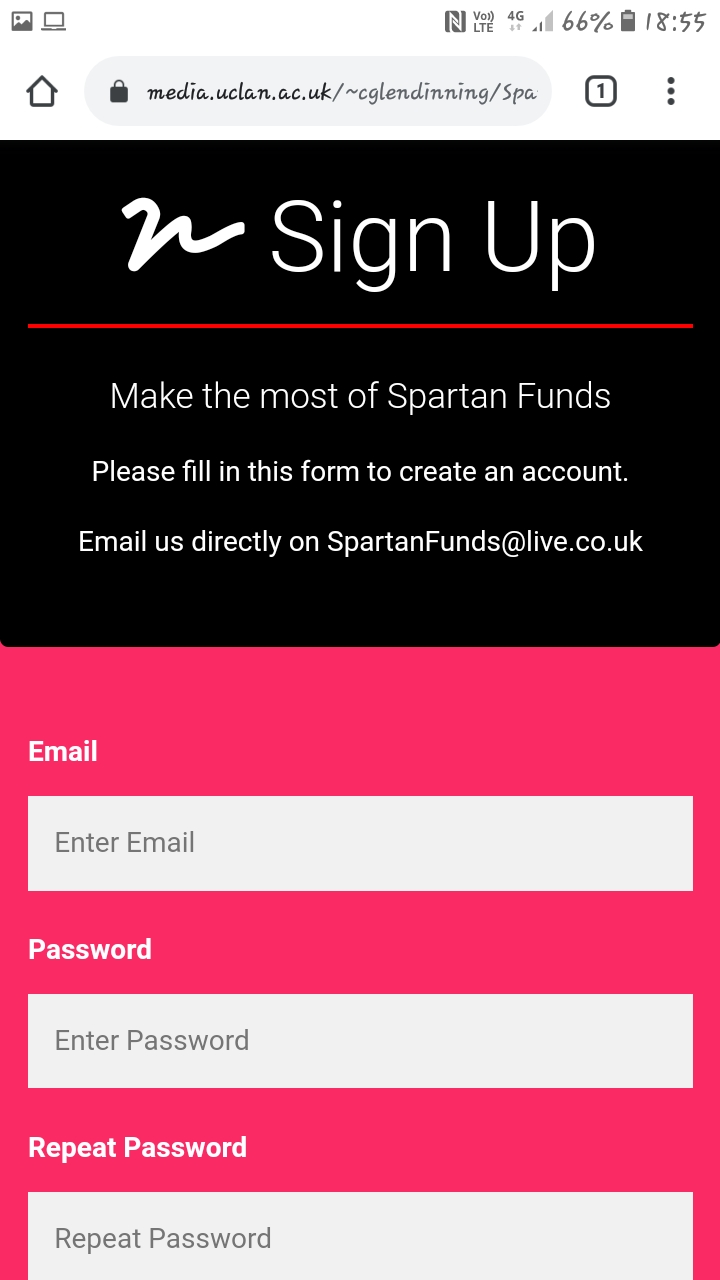 Vo)) LTE 4G 66% 18:55
media.uclan.ac.uk/~cglendinning/Spa
1
Sign Up
Make the most of Spartan Funds
Please fill in this form to create an account.
Email us directly on SpartanFunds@live.co.uk
Email
Enter Email
Password
Enter Password
Repeat Password
Repeat Password